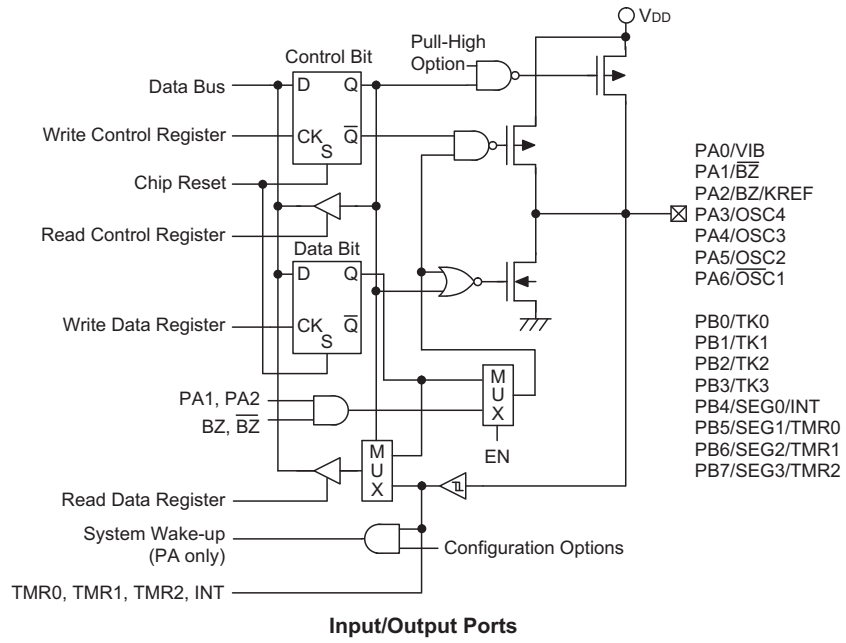 VDD
Pull-High
Option
Control Bit
Data Bus
D Q
Write Control Register
CK Q̅
S
Chip Reset
Read Control Register
Data Bit
D Q
Write Data Register
CK Q̅
S
M
U
X
EN
PA1, PA2
BZ, B̅Z̅
M
U
X
Read Data Register
System Wake-up
(PA only)
Configuration Options
TMR0, TMR1, TMR2, INT
PA0/VIB
PA1/B̅Z̅
PA2/BZ/KREF
PA3/OSC4
PA4/OSC3
PA5/OSC2
PA6/O̅S̅C1
PB0/TK0
PB1/TK1
PB2/TK2
PB3/TK3
PB4/SEG0/INT
PB5/SEG1/TMR0
PB6/SEG2/TMR1
PB7/SEG3/TMR2
Input/Output Ports